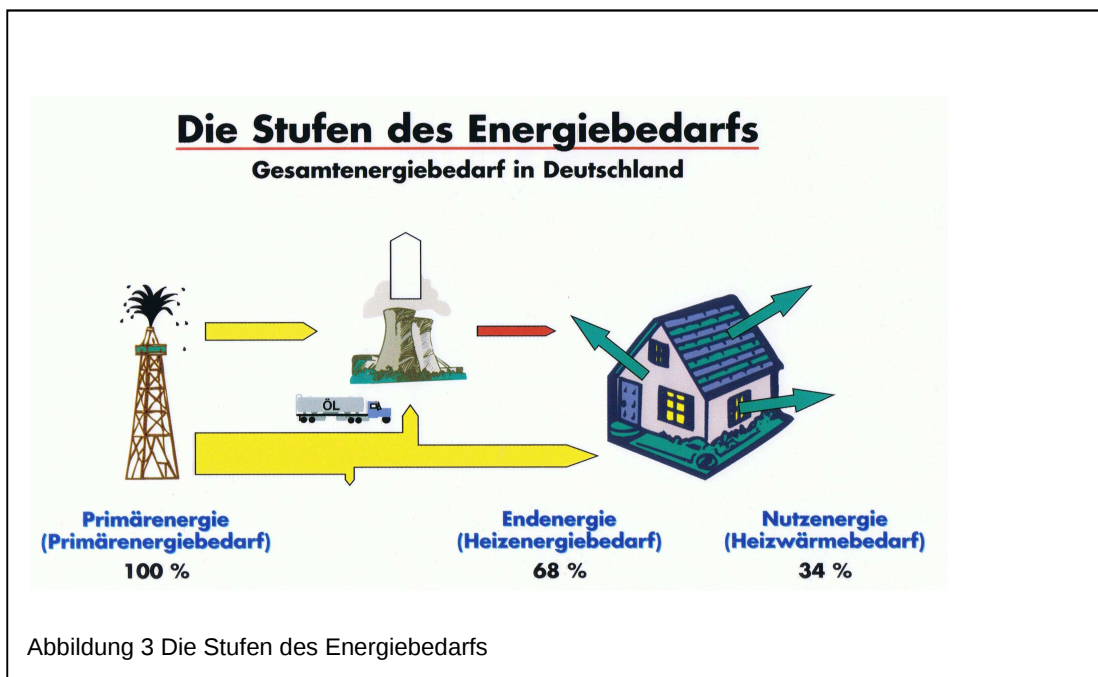 Die Stufen des Energiebedarfs
Gesamtenergiebedarf in Deutschland
ÖL
Primärenergie
(Primärenergiebedarf)
100 %
Endenergie
(Heizenergiebedarf)
68 %
Nutzenergie
(Heizwärmebedarf)
34 %
Abbildung 3 Die Stufen des Energiebedarfs